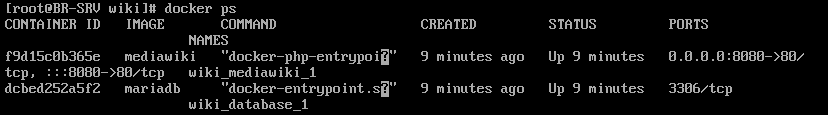 [root@BR-SRV wiki]# docker ps
CONTAINER ID   IMAGE       COMMAND                  CREATED         STATUS         PORTS
                           NAMES
f9d15c0b365e   mediawiki   "docker-php-entrypoi?"   9 minutes ago   Up 9 minutes   0.0.0.0:8080->80/
tcp, :::8080->80/tcp   wiki_mediawiki_1
dcbed252a5f2   mariadb     "docker-entrypoint.s?"   9 minutes ago   Up 9 minutes   3306/tcp
                           wiki_database_1